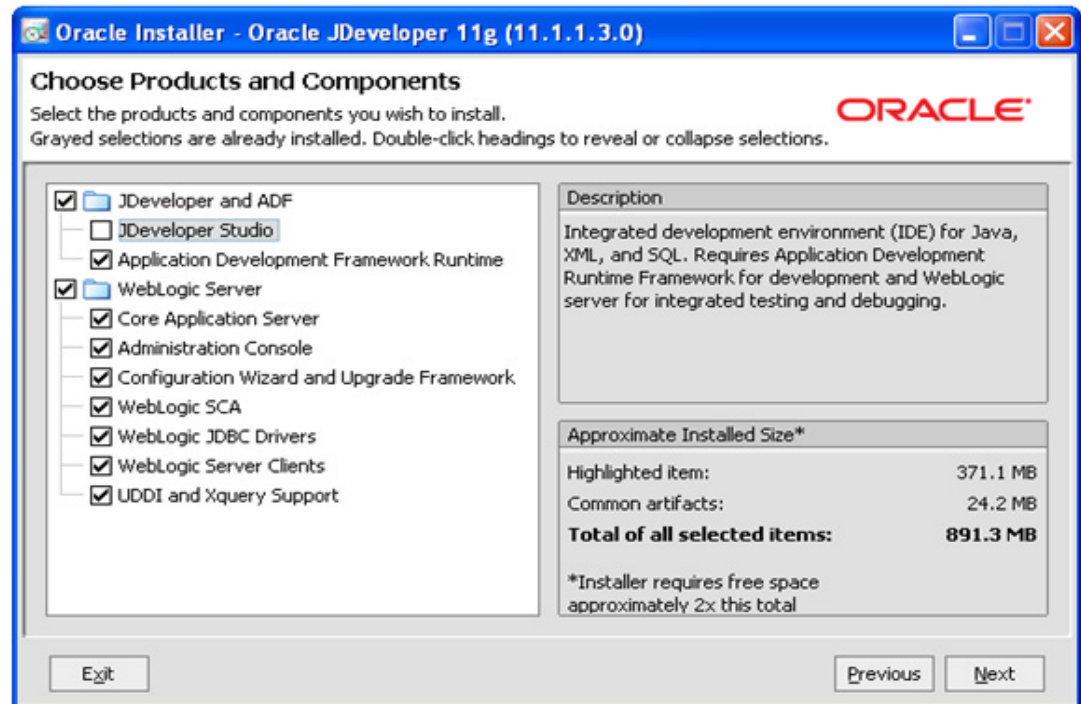 Oracle Installer - Oracle JDeveloper 11g (11.1.1.3.0)
Choose Products and Components
Select the products and components you wish to install.
Grayed selections are already installed. Double-click headings to reveal or collapse selections.
ORACLE
JDeveloper and ADF
JDeveloper Studio
Application Development Framework Runtime
WebLogic Server
Core Application Server
Administration Console
Configuration Wizard and Upgrade Framework
WebLogic SCA
WebLogic JDBC Drivers
WebLogic Server Clients
UDDI and Xquery Support
Description
Integrated development environment (IDE) for Java,
XML, and SQL. Requires Application Development
Runtime Framework for development and WebLogic
server for integrated testing and debugging.
Approximate Installed Size*
Highlighted item: 371.1 MB
Common artifacts: 24.2 MB
Total of all selected items: 891.3 MB
*Installer requires free space
approximately 2x this total
Exit
Previous
Next